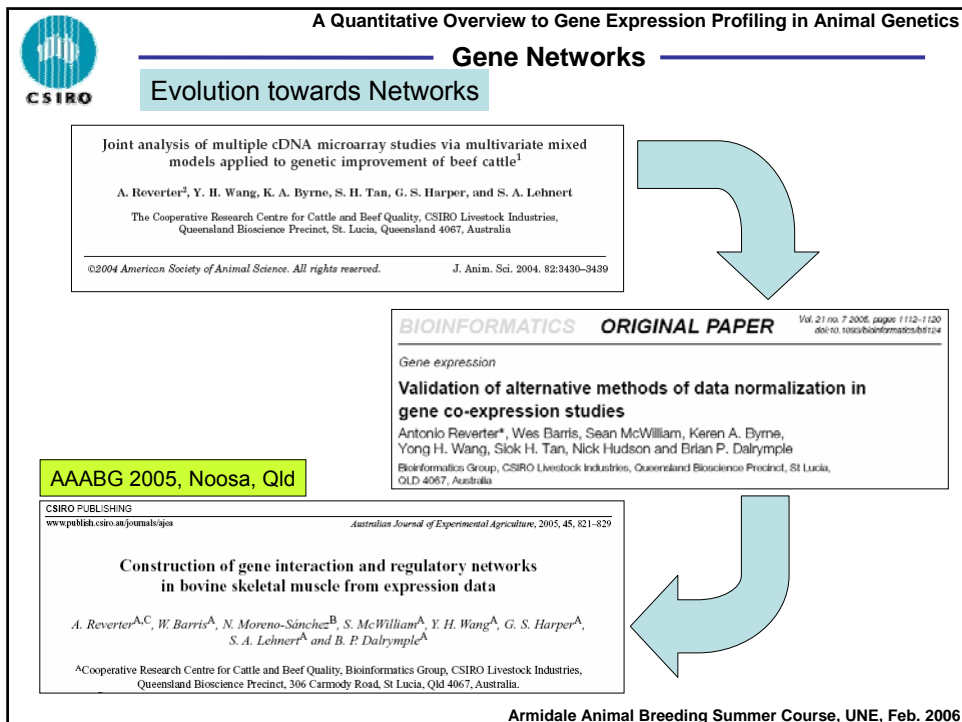 A Quantitative Overview to Gene Expression Profiling in Animal Genetics
CSIRO
Gene Networks
Evolution towards Networks
Joint analysis of multiple cDNA microarray studies via multivariate mixed
models applied to genetic improvement of beef cattle1
A. Reverter2, Y. H. Wang, K. A. Byrne, S. H. Tan, G. S. Harper, and S. A. Lehnert
The Cooperative Research Centre for Cattle and Beef Quality, CSIRO Livestock Industries,
Queensland Bioscience Precinct, St. Lucia, Queensland 4067, Australia
©2004 American Society of Animal Science. All rights reserved. J. Anim. Sci. 2004. 82:3430–3439
BIOINFORMATICS ORIGINAL PAPER
Vol. 21 no. 7 2005, pages 1112–1120
Gene expression
Validation of alternative methods of data normalization in
gene co-expression studies
Antonio Reverter*, Wes Barris, Sean McWilliam, Keren A. Byrne,
Yong H. Wang, Siok H. Tan, Nick Hudson and Brian P. Dalrymple
Bioinformatics Group, CSIRO Livestock Industries, Queensland Bioscience Precinct, St Lucia,
QLD 4067, Australia
AAABG 2005, Noosa, Qld
CSIRO PUBLISHING
www.publish.csiro.au/journals/ajea Australian Journal of Experimental Agriculture, 2005, 45, 821–829
Construction of gene interaction and regulatory networks
in bovine skeletal muscle from expression data
A. ReverterA,C, W. BarrisA, N. Moreno-SánchezB, S. McWilliamA, Y. H. WangA, G. S. HarperA,
S. A. LehnertA and B. P. DalrympleA
ACooperative Research Centre for Cattle and Beef Quality, Bioinformatics Group, CSIRO Livestock Industries,
Queensland Bioscience Precinct, 306 Carmody Road, St Lucia, Qld 4067, Australia.
Armidale Animal Breeding Summer Course, UNE, Feb. 2006